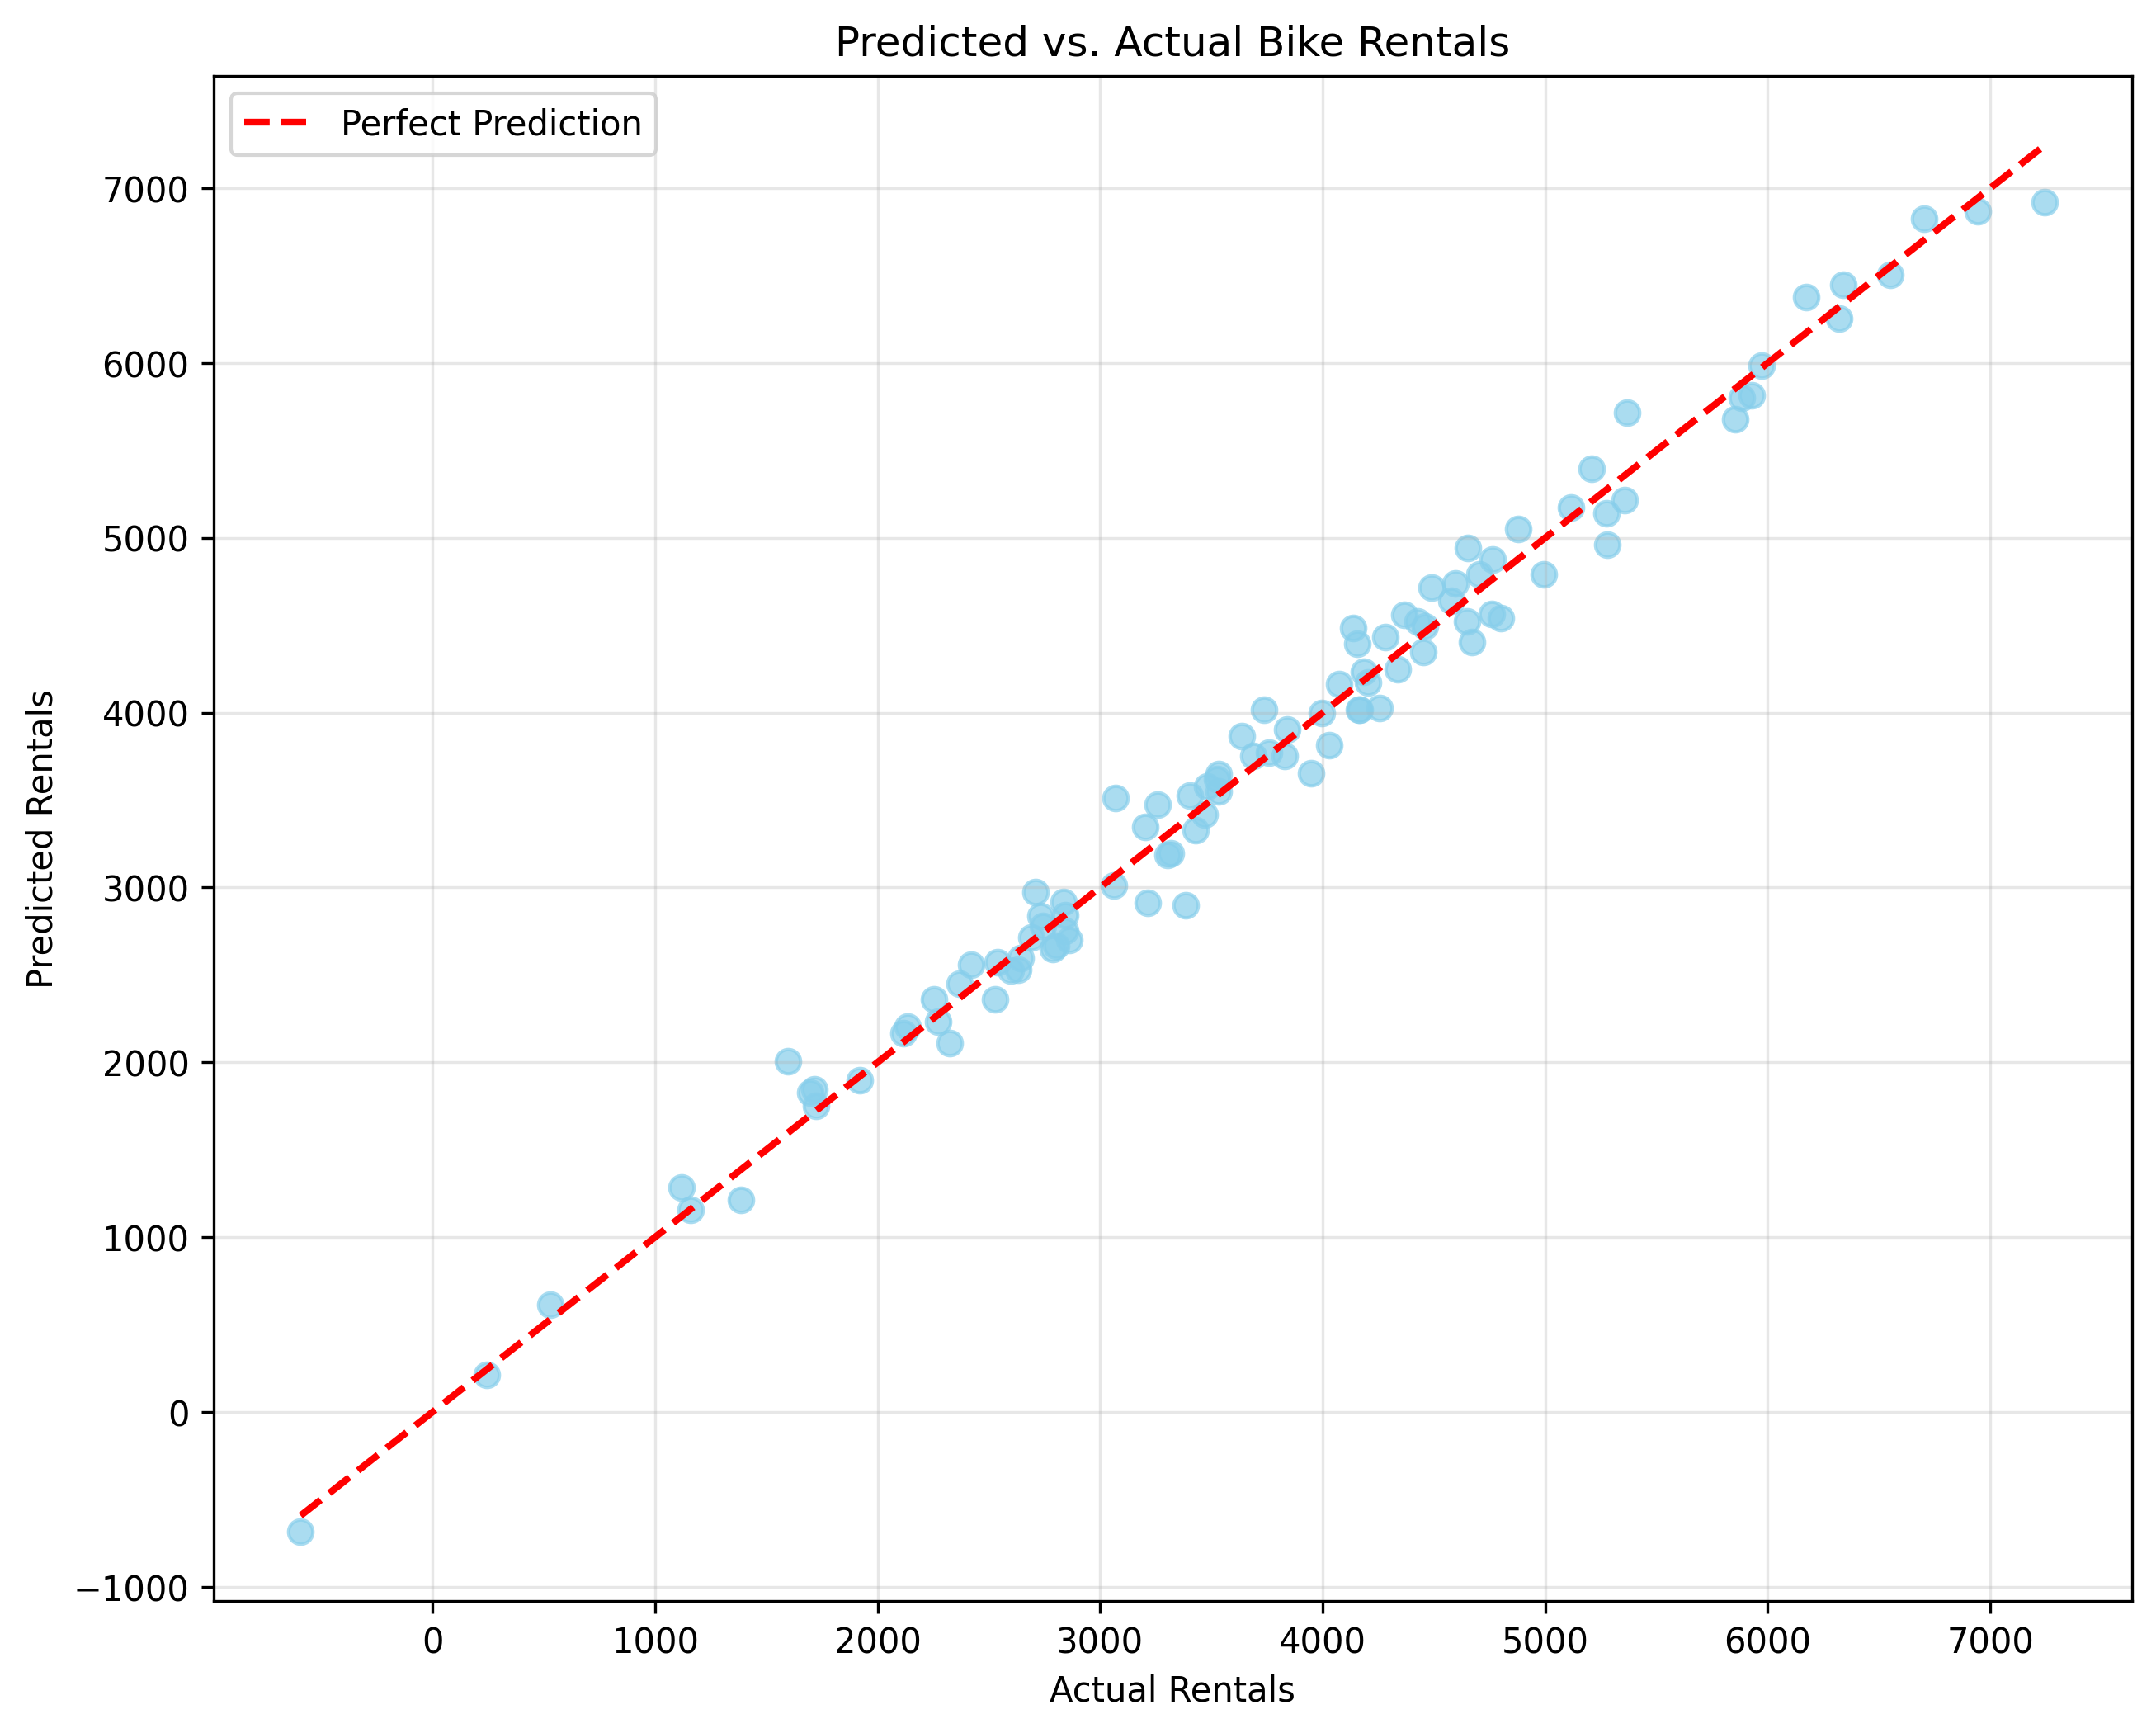 Predicted vs. Actual Bike Rentals
Perfect Prediction
7000
6000
5000
4000
3000
2000
1000
0
−1000
Predicted Rentals
0 1000 2000 3000 4000 5000 6000 7000
Actual Rentals